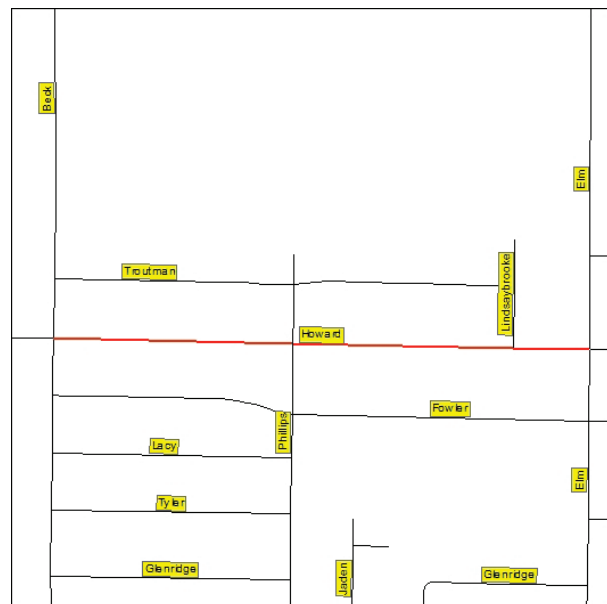 Beck
Elm
Troutman
Lindsaybrooke
Howard
Fowler
Phillips
Lacy
Elm
Tyler
Glenridge
Jaden
Glenridge